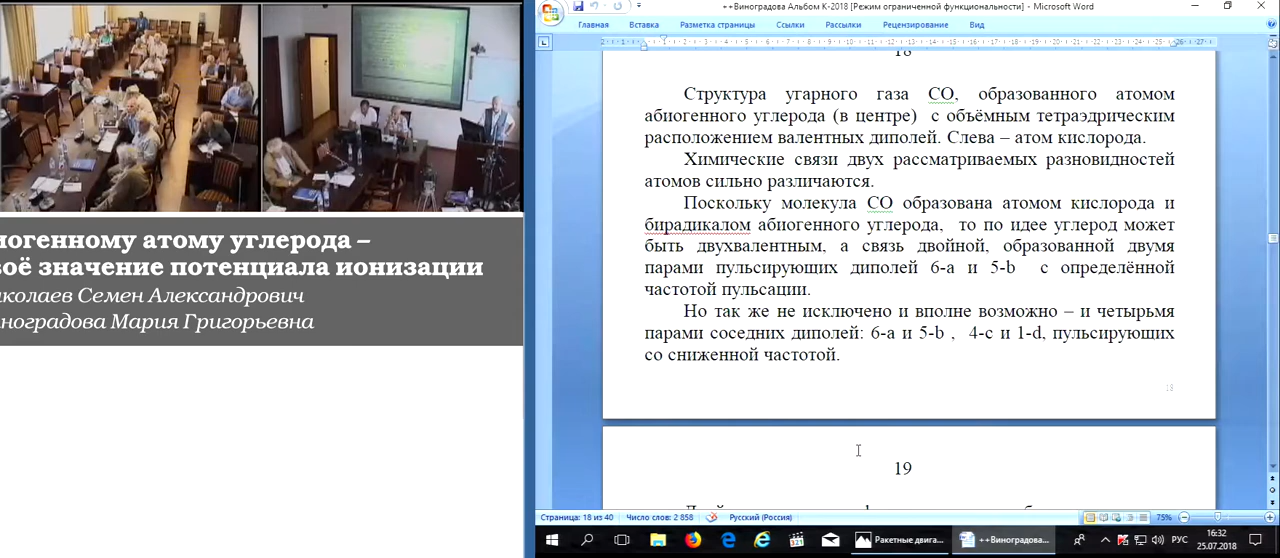 иогенному атому углерода –
воё значение потенциала ионизации
иколаев Семен Александрович
иноградова Мария Григорьевна
++Виноградова Альбом К-2018 [Режим ограниченной функциональности] - Microsoft Word
Главная Вставка Разметка страницы Ссылки Рассылки Рецензирование Вид
18
Структура угарного газа СО, образованного атомом
абиогенного углерода (в центре) с объёмным тетраэдрическим
расположением валентных диполей. Слева – атом кислорода.
Химические связи двух рассматриваемых разновидностей
атомов сильно различаются.
Поскольку молекула СО образована атомом кислорода и
бирадикалом абиогенного углерода, то по идее углерод может
быть двухвалентным, а связь двойной, образованной двумя
парами пульсирующих диполей 6-а и 5-b с определённой
частотой пульсации.
Но так же не исключено и вполне возможно – и четырьмя
парами соседних диполей: 6-а и 5-b , 4-с и 1-d, пульсирующих
со сниженной частотой.
18
19
Страница: 18 из 40 Число слов: 2 858 Русский (Россия) 75%
Ракетные двига... ++Виноградова... РУС 16:32
25.07.2018